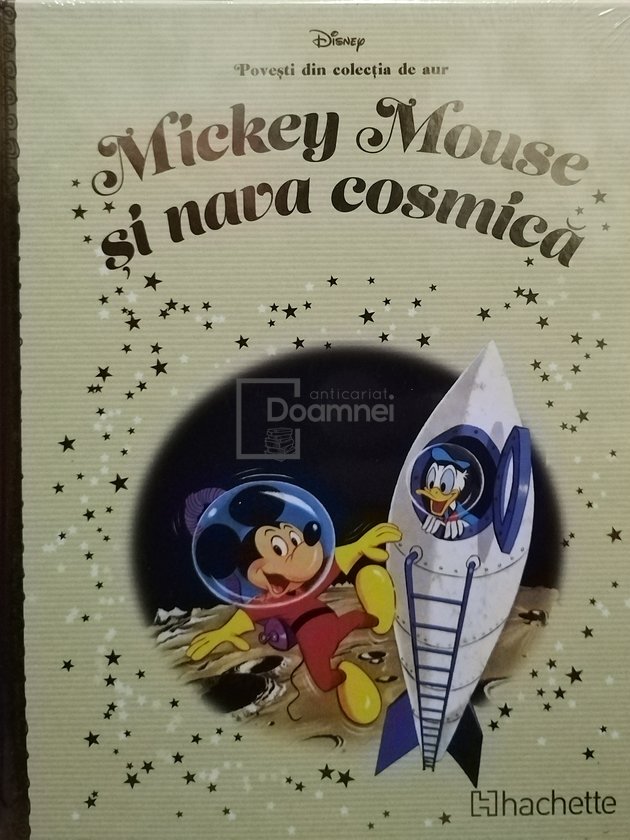 Disney
Povești din colecția de aur
Mickey Mouse
și nava cosmică
anticariat
Doamnei
hachette